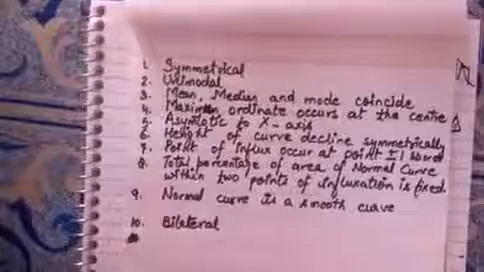 1. Symmetrical
2. Unimodal
3. Mean, Median and mode coincide
4. Maximum ordinate occurs at the centre
5. Asymtotic to X-axis
6. Height of curve decline symmetrically
7. Point of influx occur at point ±1
8. Total percentage of area of Normal Curve
within two points of influxation is fixed
9. Normal curve is a smooth curve
10. Bilateral